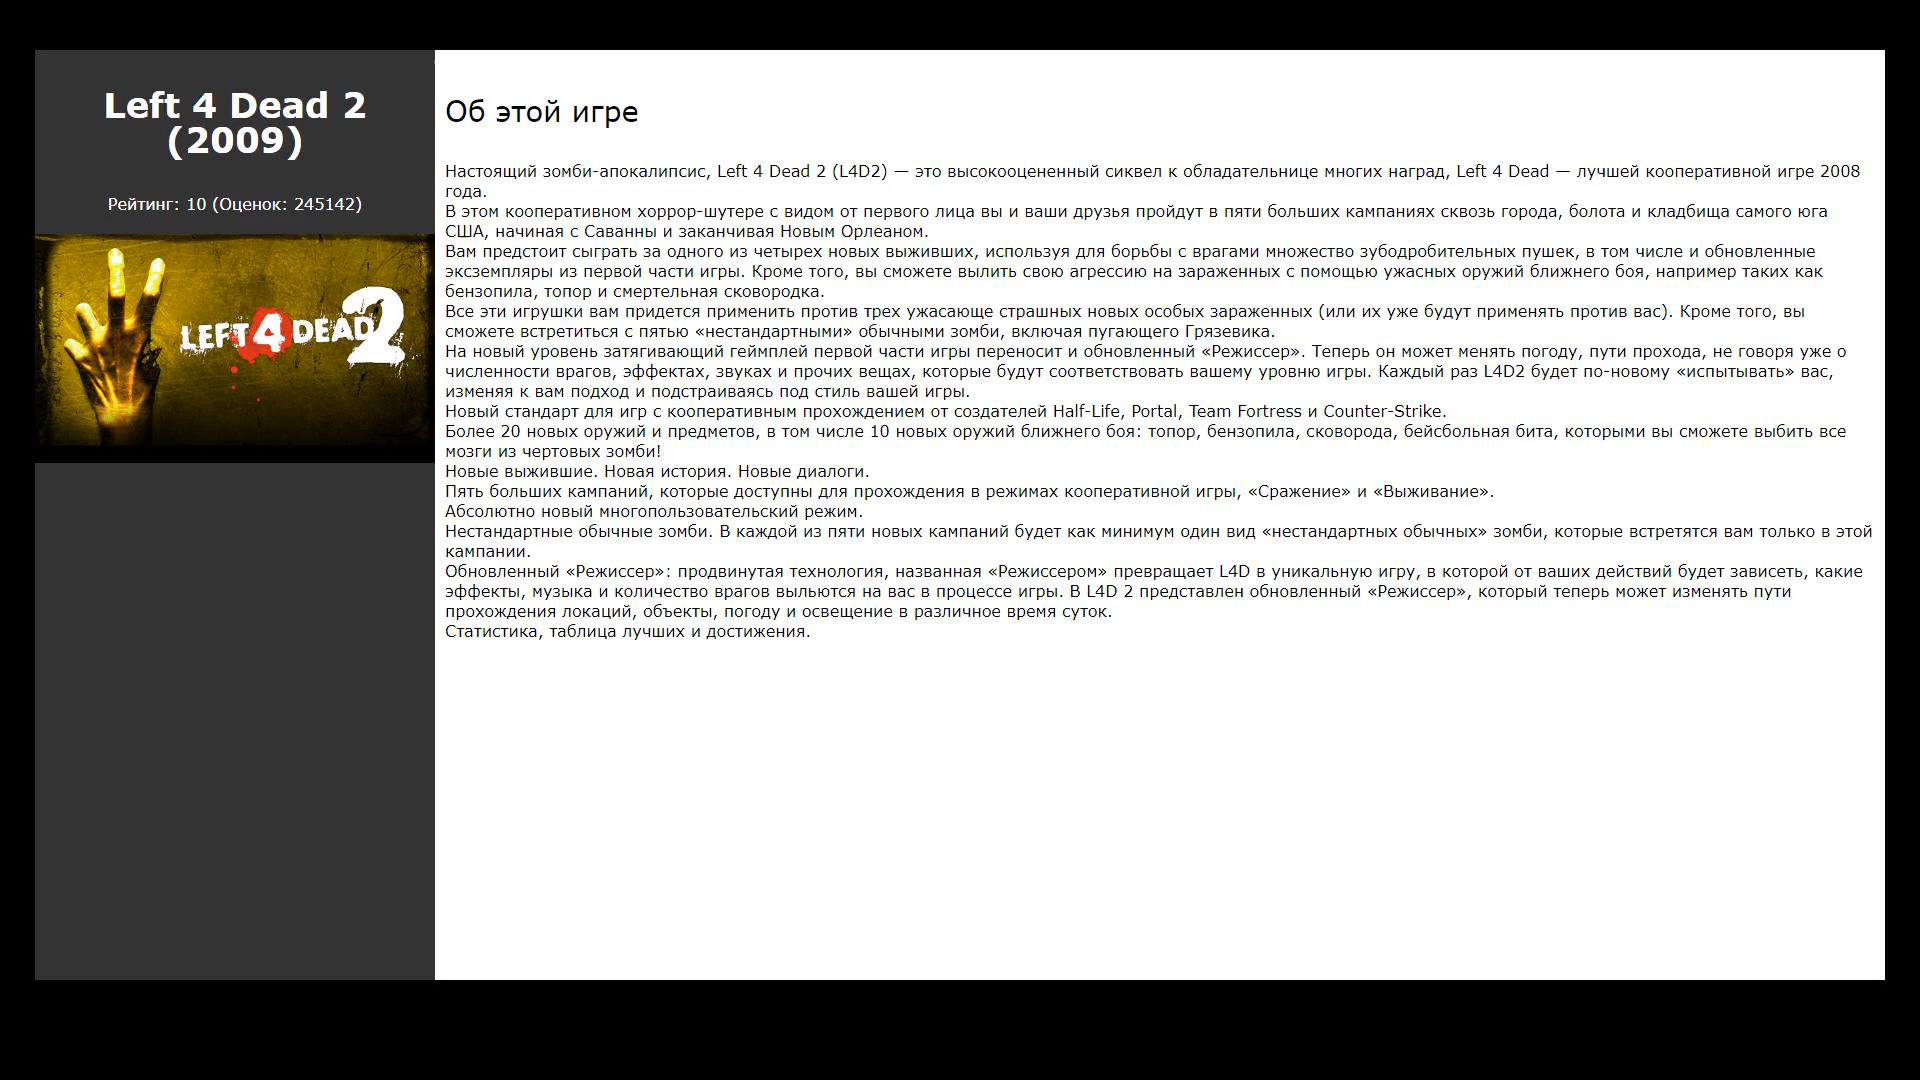 Left 4 Dead 2
(2009)
Рейтинг: 10 (Оценок: 245142)
LEFT 4 DEAD 2
Об этой игре
Настоящий зомби-апокалипсис, Left 4 Dead 2 (L4D2) — это высокооцененный сиквел к обладательнице многих наград, Left 4 Dead — лучшей кооперативной игре 2008
года.
В этом кооперативном хоррор-шутере с видом от первого лица вы и ваши друзья пройдут в пяти больших кампаниях сквозь города, болота и кладбища самого юга
США, начиная с Саванны и заканчивая Новым Орлеаном.
Вам предстоит сыграть за одного из четырех новых выживших, используя для борьбы с врагами множество зубодробительных пушек, в том числе и обновленные
экземпляры из первой части игры. Кроме того, вы сможете вылить свою агрессию на зараженных с помощью ужасных оружий ближнего боя, например таких как
бензопила, топор и смертельная сковородка.
Все эти игрушки вам придется применить против трех ужасающе страшных новых особых зараженных (или их уже будут применять против вас). Кроме того, вы
сможете встретиться с пятью «нестандартными» обычными зомби, включая пугающего Грязевика.
На новый уровень затягивающий геймплей первой части игры переносит и обновленный «Режиссер». Теперь он может менять погоду, пути прохода, не говоря уже о
численности врагов, эффектах, звуках и прочих вещах, которые будут соответствовать вашему уровню игры. Каждый раз L4D2 будет по-новому «испытывать» вас,
изменяя к вам подход и подстраиваясь под стиль вашей игры.
Новый стандарт для игр с кооперативным прохождением от создателей Half-Life, Portal, Team Fortress и Counter-Strike.
Более 20 новых оружий и предметов, в том числе 10 новых оружий ближнего боя: топор, бензопила, сковорода, бейсбольная бита, которыми вы сможете выбить все
мозги из чертовых зомби!
Новые выжившие. Новая история. Новые диалоги.
Пять больших кампаний, которые доступны для прохождения в режимах кооперативной игры, «Сражение» и «Выживание».
Абсолютно новый многопользовательский режим.
Нестандартные обычные зомби. В каждой из пяти новых кампаний будет как минимум один вид «нестандартных обычных» зомби, которые встретятся вам только в этой
кампании.
Обновленный «Режиссер»: продвинутая технология, названная «Режиссером» превращает L4D в уникальную игру, в которой от ваших действий будет зависеть, какие
эффекты, музыка и количество врагов выльются на вас в процессе игры. В L4D 2 представлен обновленный «Режиссер», который теперь может изменять пути
прохождения локаций, объекты, погоду и освещение в различное время суток.
Статистика, таблица лучших и достижения.